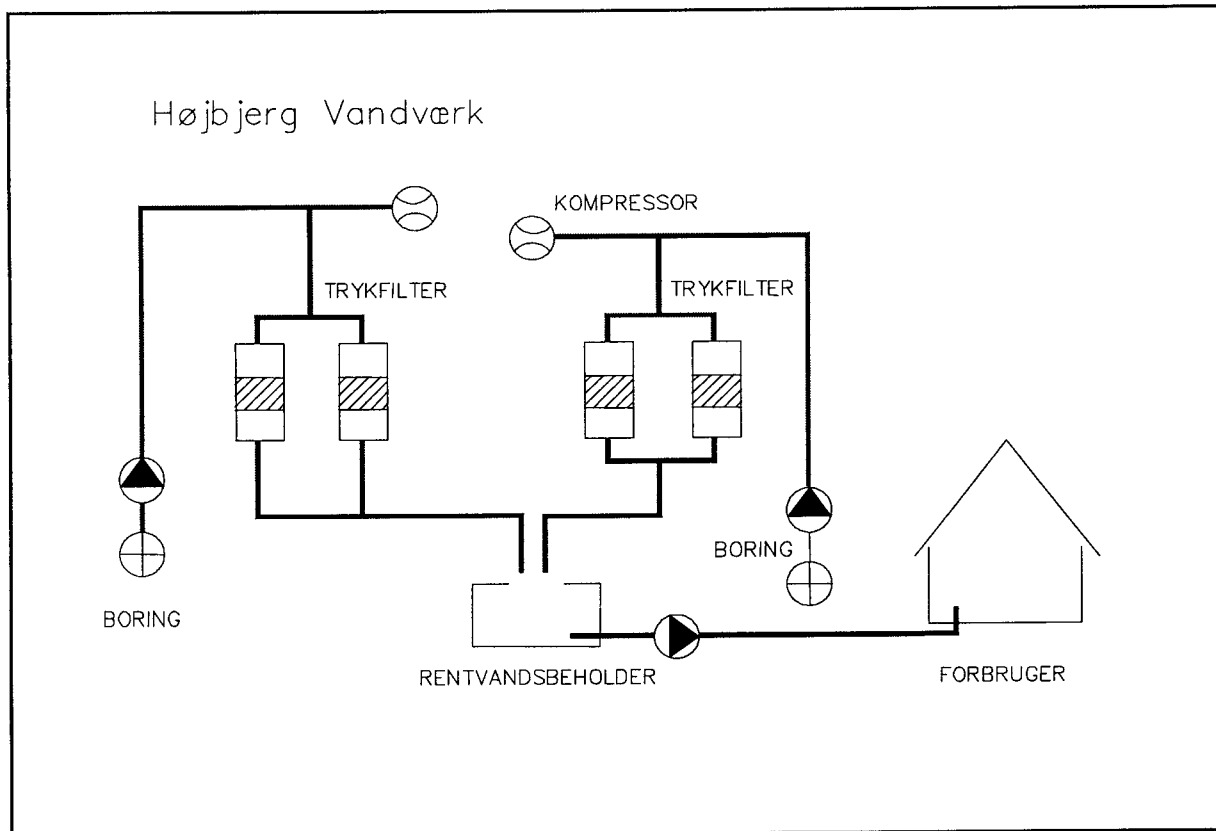 Højbjerg Vandværk
KOMPRESSOR
TRYKFILTER
TRYKFILTER
BORING
BORING
RENTVANDSBEHOLDER
FORBRUGER